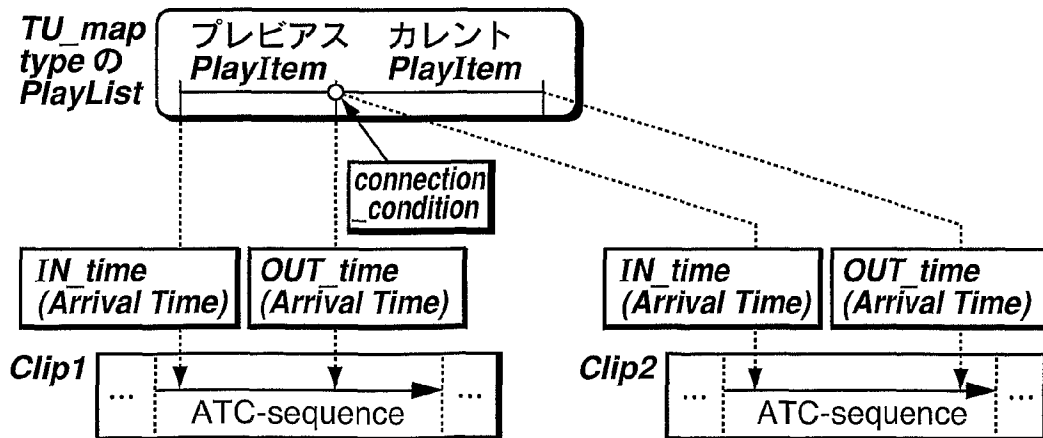 TU_map
type の
PlayList
プレビアス
PlayItem
カレント
PlayItem
connection
_condition
IN_time
(Arrival Time)
OUT_time
(Arrival Time)
IN_time
(Arrival Time)
OUT_time
(Arrival Time)
Clip1
...
ATC-sequence
...
Clip2
...
ATC-sequence
...